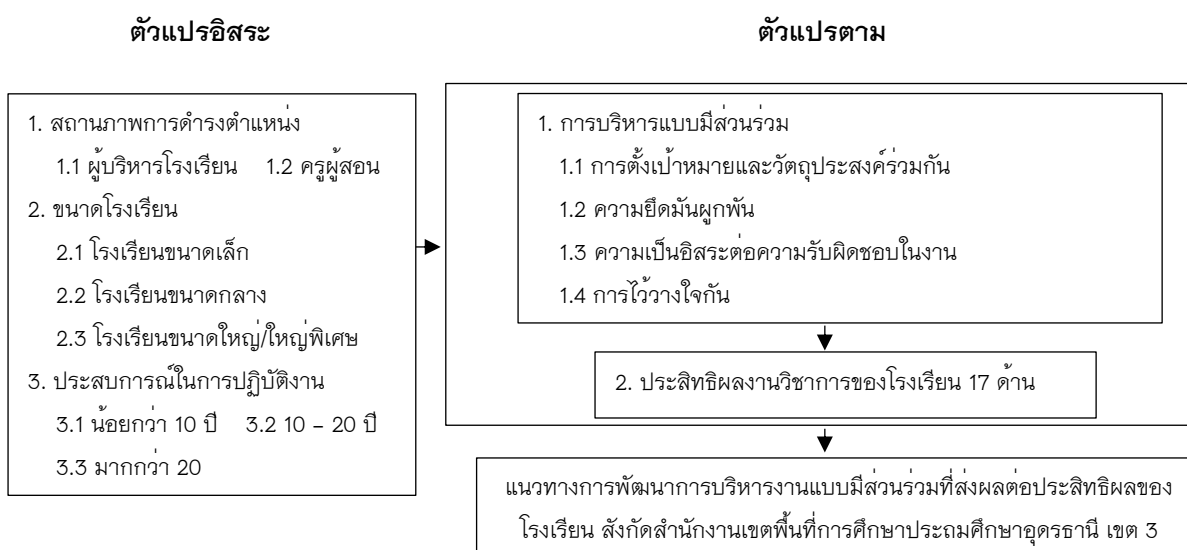 ตัวแปรอิสระ
ตัวแปรตาม
1. สถานภาพการดำรงตำแหน่ง
1.1 ผู้บริหารโรงเรียน 1.2 ครูผู้สอน
2. ขนาดโรงเรียน
2.1 โรงเรียนขนาดเล็ก
2.2 โรงเรียนขนาดกลาง
2.3 โรงเรียนขนาดใหญ่/ใหญ่พิเศษ
3. ประสบการณ์ในการปฏิบัติงาน
3.1 น้อยกว่า 10 ปี 3.2 10 – 20 ปี
3.3 มากกว่า 20
1. การบริหารแบบมีส่วนร่วม
1.1 การตั้งเป้าหมายและวัตถุประสงค์ร่วมกัน
1.2 ความยึดมันผูกพัน
1.3 ความเป็นอิสระต่อความรับผิดชอบในงาน
1.4 การไว้วางใจกัน
2. ประสิทธิผลงานวิชาการของโรงเรียน 17 ด้าน
แนวทางการพัฒนาการบริหารงานแบบมีส่วนร่วมที่ส่งผลต่อประสิทธิผลของ
โรงเรียน สังกัดสำนักงานเขตพื้นที่การศึกษาประถมศึกษาอุดรธานี เขต 3